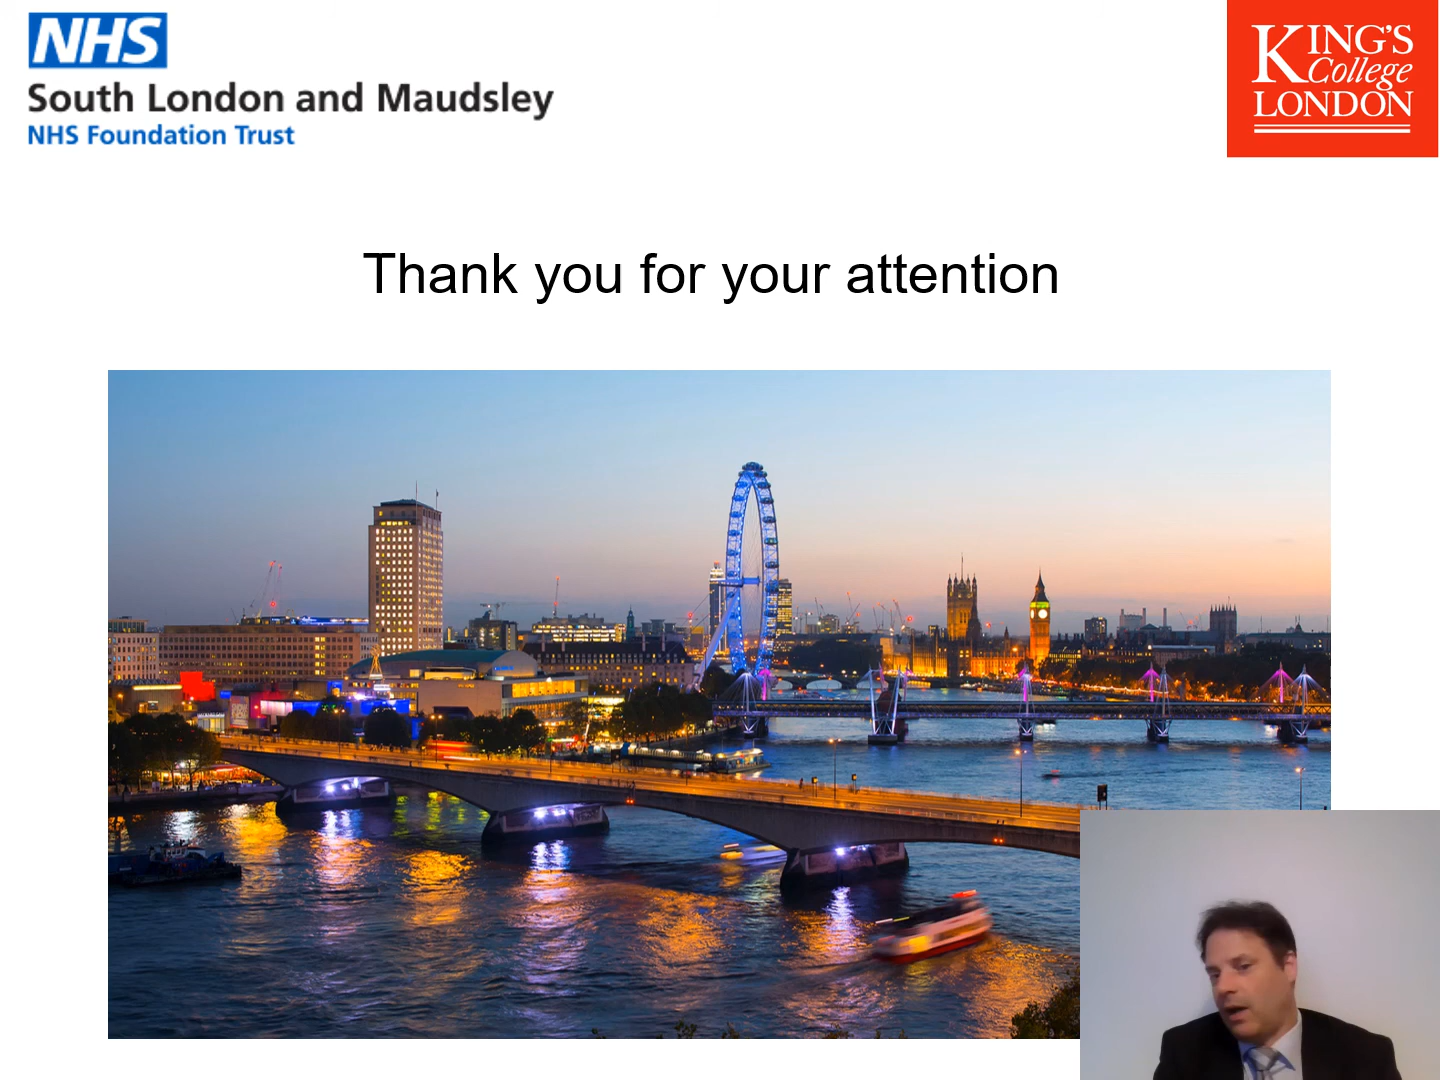 NHS
South London and Maudsley
NHS Foundation Trust
KING'S
College
LONDON
Thank you for your attention